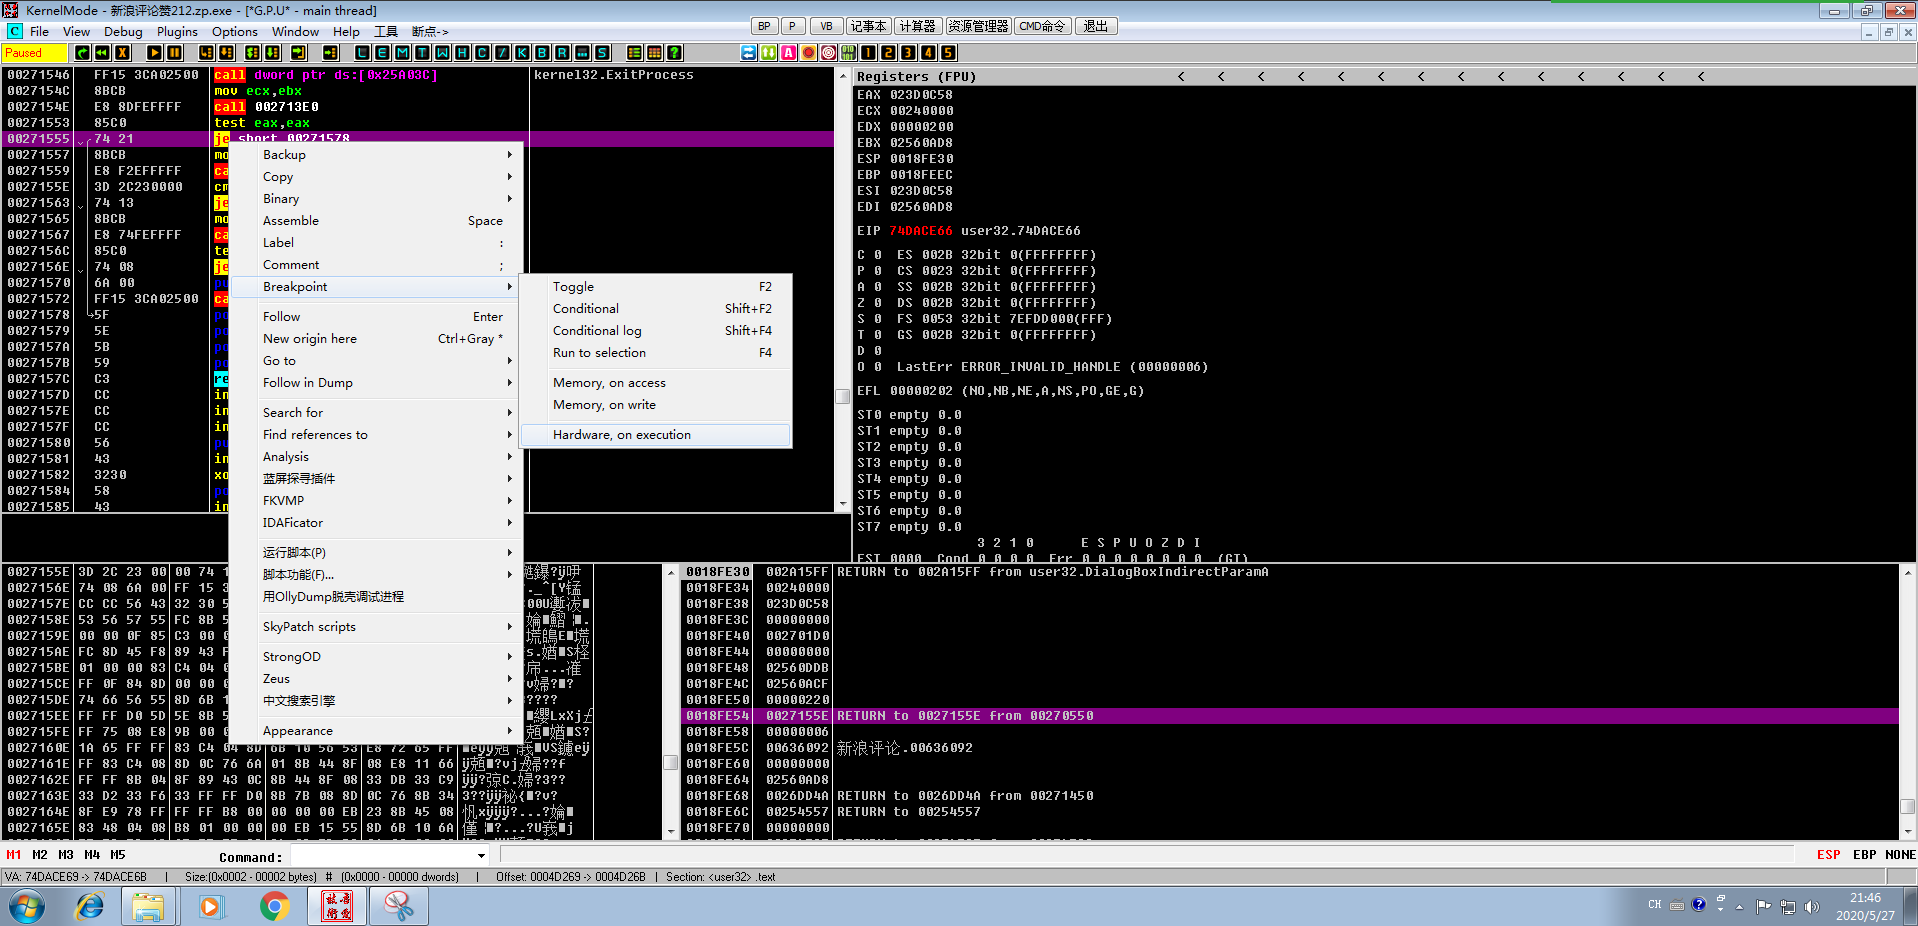 KernelMode - 新浪评论赞212.zp.exe - [*G.P.U* - main thread]
BP P VB 记事本 计算器 资源管理器 CMD命令 退出
C File View Debug Plugins Options Window Help 工具 断点->
Paused
L E M T W H C / K B R ... S
1 2 3 4 5
00271546 FF15 3CA02500 call dword ptr ds:[0x25A03C] kernel32.ExitProcess
0027154C 8BCB mov ecx,ebx
0027154E E8 8DFEFFFF call 002713E0
00271553 85C0 test eax,eax
00271555 74 21 je short 00271578
00271557 8BCB mo
00271559 E8 F2EFFFFF ca
0027155E 3D 2C230000 cm
00271563 74 13 je
00271565 8BCB mo
00271567 E8 74FEFFFF ca
0027156C 85C0 te
0027156E 74 08 je
00271570 6A 00 pu
00271572 FF15 3CA02500 ca
00271578 5F po
00271579 5E po
0027157A 5B po
0027157B 59 po
0027157C C3 re
0027157D CC in
0027157E CC in
0027157F CC in
00271580 56 pu
00271581 43 in
00271582 3230 xo
00271584 58 po
00271585 43 in
Backup
Copy
Binary
Assemble Space
Label :
Comment ;
Breakpoint
Follow Enter
New origin here Ctrl+Gray *
Go to
Follow in Dump
Search for
Find references to
Analysis
蓝屏探寻插件
FKVMP
IDAFicator
运行脚本(P)
脚本功能(F)...
用OllyDump脱壳调试进程
SkyPatch scripts
StrongOD
Zeus
中文搜索引擎
Appearance
Toggle F2
Conditional Shift+F2
Conditional log Shift+F4
Run to selection F4
Memory, on access
Memory, on write
Hardware, on execution
Registers (FPU) < < < < < < < < < < < < < <
EAX 023D0C58
ECX 00240000
EDX 00000200
EBX 02560AD8
ESP 0018FE30
EBP 0018FEEC
ESI 023D0C58
EDI 02560AD8
EIP 74DACE66 user32.74DACE66
C 0 ES 002B 32bit 0(FFFFFFFF)
P 0 CS 0023 32bit 0(FFFFFFFF)
A 0 SS 002B 32bit 0(FFFFFFFF)
Z 0 DS 002B 32bit 0(FFFFFFFF)
S 0 FS 0053 32bit 7EFDD000(FFF)
T 0 GS 002B 32bit 0(FFFFFFFF)
D 0
O 0 LastErr ERROR_INVALID_HANDLE (00000006)
EFL 00000202 (NO,NB,NE,A,NS,PO,GE,G)
ST0 empty 0.0
ST1 empty 0.0
ST2 empty 0.0
ST3 empty 0.0
ST4 empty 0.0
ST5 empty 0.0
ST6 empty 0.0
ST7 empty 0.0
3 2 1 0 E S P U O Z D I
FST 0000 Cond 0 0 0 0 Err 0 0 0 0 0 0 0 0 (GT)
0027155E 3D 2C 23 00 00 74 1
0027156E 74 08 6A 00 FF 15 3
0027157E CC CC 56 43 32 30 5
0027158E 53 56 57 55 FC 8B 5
0027159E 00 00 0F 85 C3 00 0
002715AE FC 8D 45 F8 89 43 F
002715BE 01 00 00 83 C4 04 0
002715CE FF 0F 84 8D 00 00 0
002715DE 74 66 56 55 8D 6B 1
002715EE FF FF D0 5D 5E 8B 5
002715FE FF 75 08 E8 9B 00 0
0027160E 1A 65 FF FF 83 C4 04 8D 6B 10 56 53 E8 72 65 FF
0027161E FF 83 C4 08 8D 0C 76 6A 01 8B 44 8F 08 E8 11 66
0027162E FF FF 8B 04 8F 89 43 0C 8B 44 8F 08 33 DB 33 C9
0027163E 33 D2 33 F6 33 FF FF D0 8B 7B 08 8D 0C 76 8B 34
0027164E 8F E9 78 FF FF FF B8 00 00 00 00 EB 23 8B 45 08
0027165E 83 48 04 08 B8 01 00 00 00 EB 15 55 8D 6B 10 6A
0018FE30 002A15FF RETURN to 002A15FF from user32.DialogBoxIndirectParamA
0018FE34 00240000
0018FE38 023D0C58
0018FE3C 00000000
0018FE40 002701D0
0018FE44 00000000
0018FE48 02560DDB
0018FE4C 02560ACF
0018FE50 00000220
0018FE54 0027155E RETURN to 0027155E from 00270550
0018FE58 00000006
0018FE5C 00636092 新浪评论.00636092
0018FE60 00000000
0018FE64 02560AD8
0018FE68 0026DD4A RETURN to 0026DD4A from 00271450
0018FE6C 00254557 RETURN to 00254557
0018FE70 00000000
M1 M2 M3 M4 M5 Command: ESP EBP NONE
VA: 74DACE69 -> 74DACE6B | Size:(0x0002 - 00002 bytes) # (0x0000 - 00000 dwords) | Offset: 0004D269 -> 0004D26B | Section: <user32> .text
CH
21:46
2020/5/27